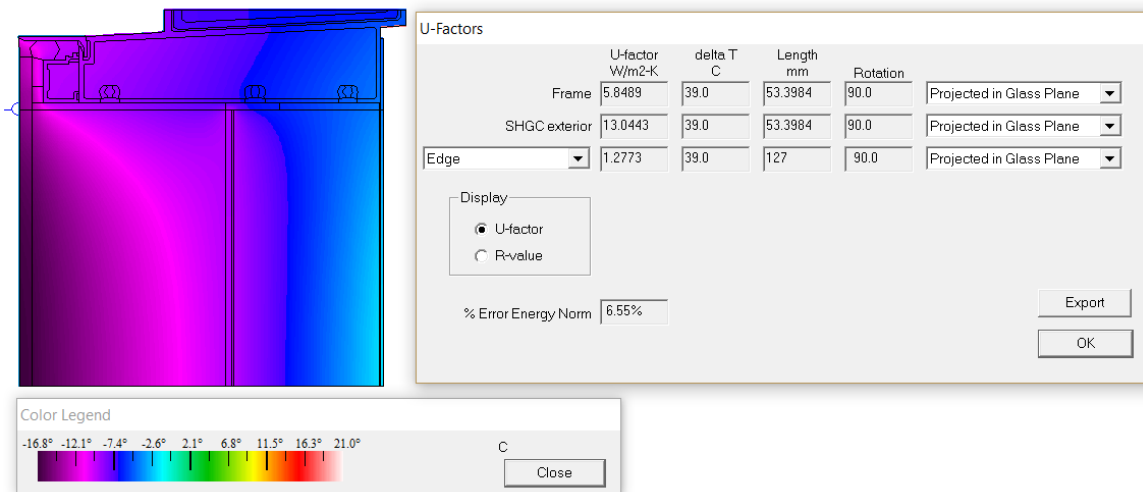 U-Factors
U-factor delta T Length
W/m2-K C mm Rotation
Frame 5.8489 39.0 53.3984 90.0 Projected in Glass Plane
SHGC exterior 13.0443 39.0 53.3984 90.0 Projected in Glass Plane
Edge 1.2773 39.0 127 90.0 Projected in Glass Plane
Display
U-factor
R-value
% Error Energy Norm 6.55%
Export
OK
Color Legend
-16.8° -12.1° -7.4° -2.6° 2.1° 6.8° 11.5° 16.3° 21.0°
C
Close